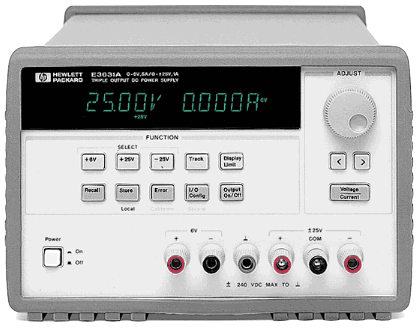 hp HEWLETT PACKARD E3631A 0-6V,5A/0-±25V,1A
TRIPLE OUTPUT DC POWER SUPPLY
25.00V 0.000A CV
+25V
ADJUST
FUNCTION
SELECT
+6V +25V -25V Track Display Limit
Recall Store Error I/O Config Output On/Off
Local Calibrate Secure
< >
Voltage
Current
Power
On
Off
6V ±25V
+ - + COM -
± 240 VDC MAX TO